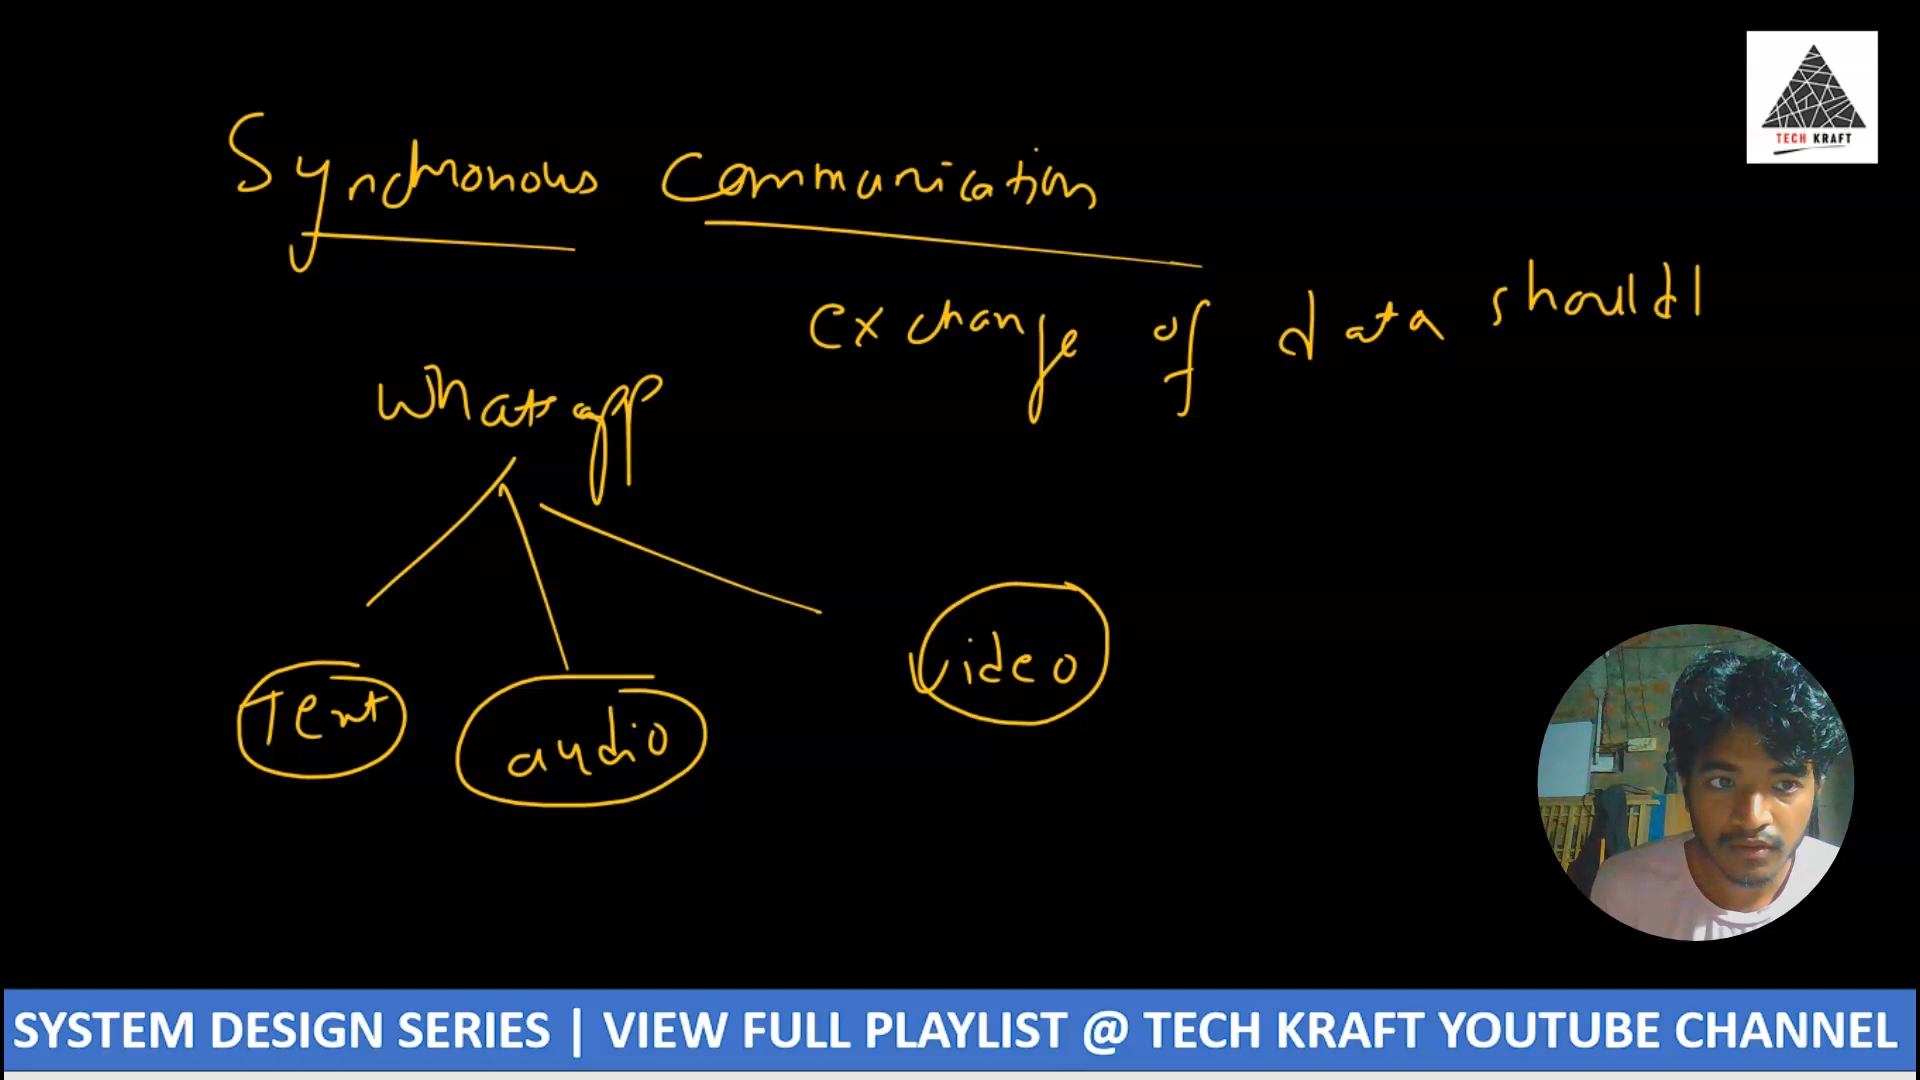 TECH KRAFT
Synchronous Communication
exchange of data should
Whatsapp
Text
audio
Video
SYSTEM DESIGN SERIES | VIEW FULL PLAYLIST @ TECH KRAFT YOUTUBE CHANNEL